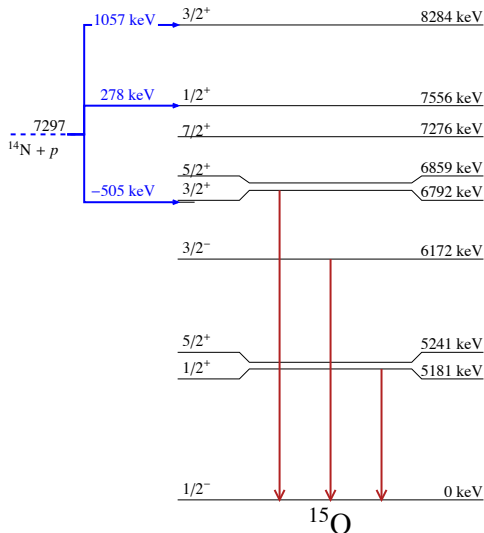 3/2⁺ 8284 keV
1057 keV
278 keV 1/2⁺ 7556 keV
7297 7/2⁺ 7276 keV
¹⁴N + p
5/2⁺ 6859 keV
−505 keV 3/2⁺ 6792 keV
3/2⁻ 6172 keV
5/2⁺ 5241 keV
1/2⁺ 5181 keV
1/2⁻ 0 keV
¹⁵O